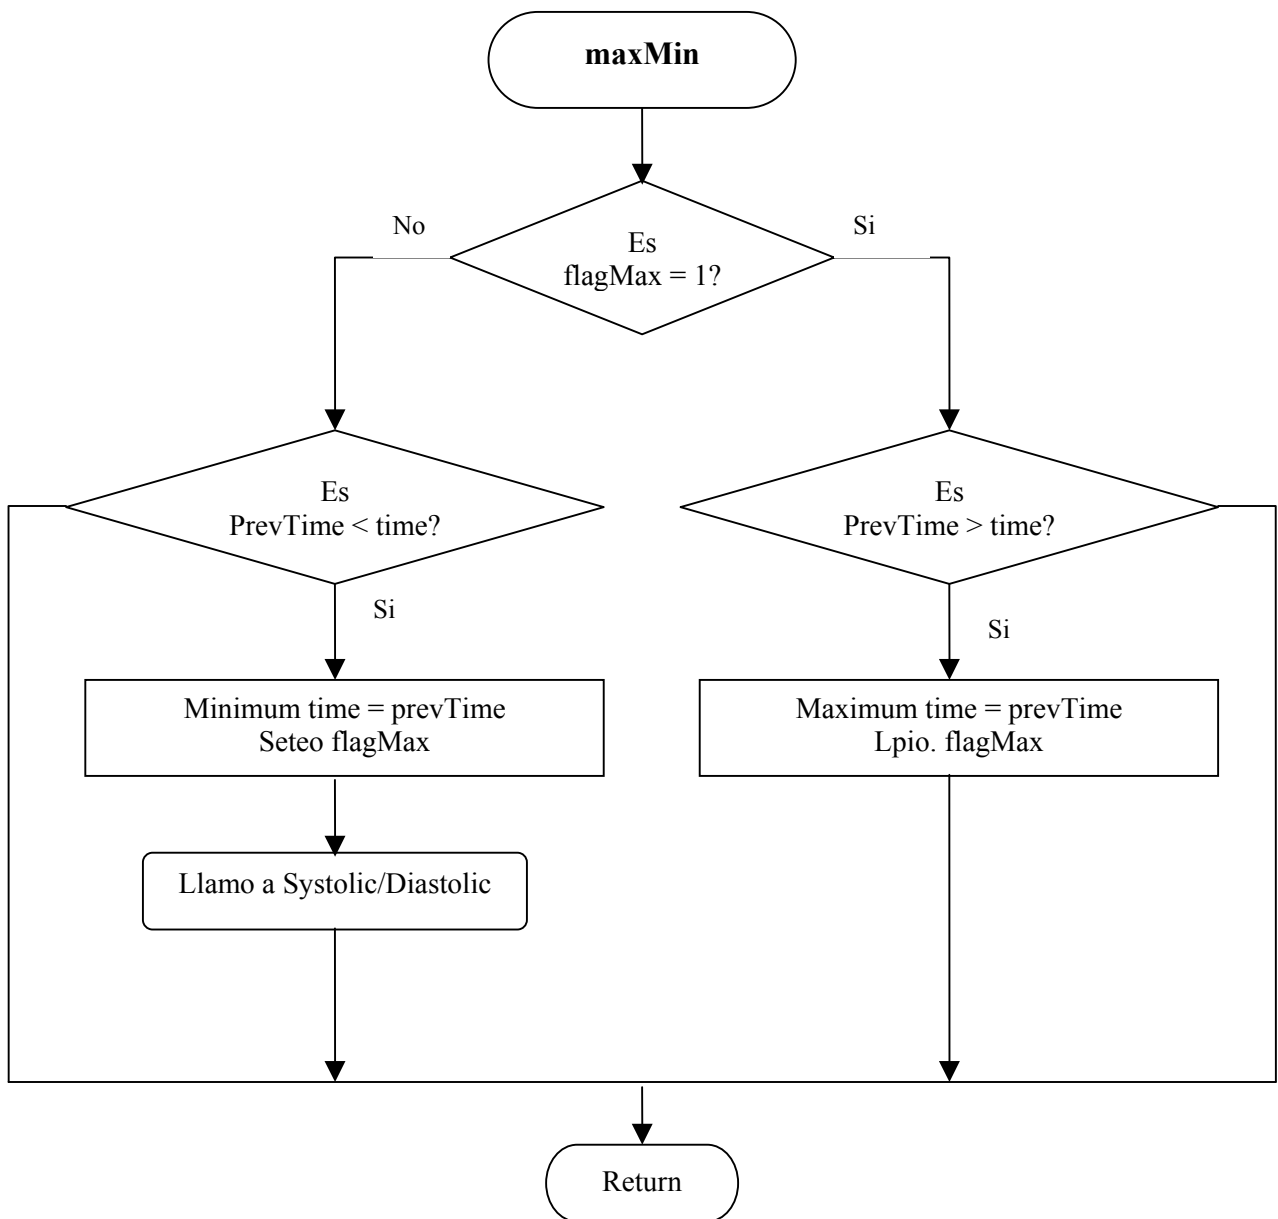 maxMin
No
Si
Es
flagMax = 1?
Es
PrevTime < time?
Es
PrevTime > time?
Si
Si
Minimum time = prevTime
Seteo flagMax
Maximum time = prevTime
Lpio. flagMax
Llamo a Systolic/Diastolic
Return